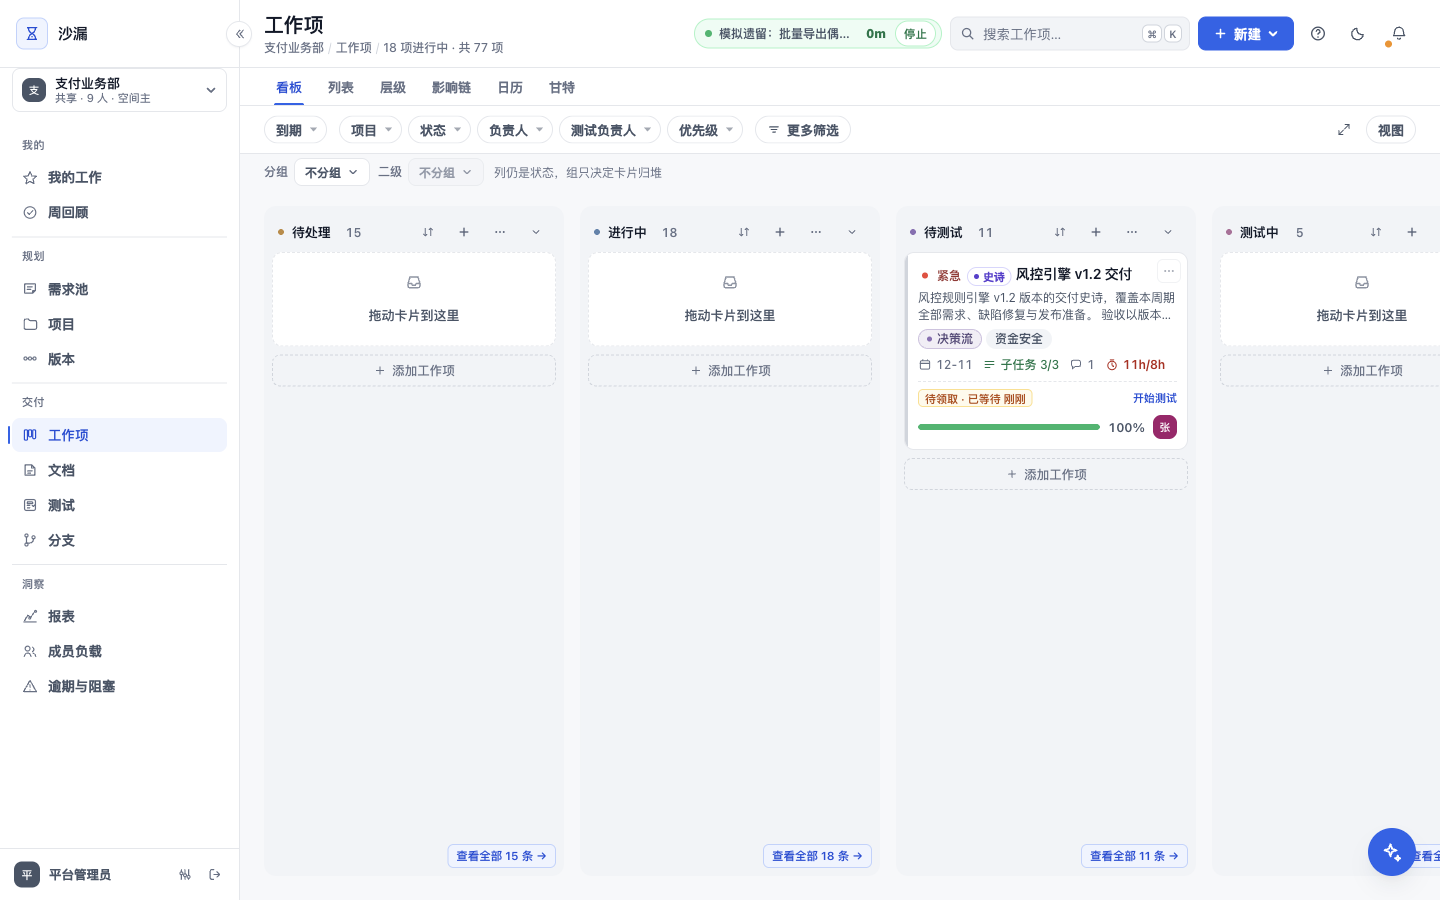 沙漏
支
支付业务部
共享 · 9 人 · 空间主
我的
我的工作
周回顾
规划
需求池
项目
版本
交付
工作项
文档
测试
分支
洞察
报表
成员负载
逾期与阻塞
平
平台管理员
工作项
支付业务部 / 工作项 / 18 项进行中 · 共 77 项
模拟遗留：批量导出偶... 0m 停止
搜索工作项... ⌘ K
新建
看板 列表 层级 影响链 日历 甘特
到期 项目 状态 负责人 测试负责人 优先级 更多筛选 视图
分组 不分组 二级 不分组 列仍是状态，组只决定卡片归堆
待处理 15
拖动卡片到这里
+ 添加工作项
查看全部 15 条 →
进行中 18
拖动卡片到这里
+ 添加工作项
查看全部 18 条 →
待测试 11
紧急 史诗 风控引擎 v1.2 交付
风控规则引擎 v1.2 版本的交付史诗，覆盖本周期
全部需求、缺陷修复与发布准备。 验收以版本...
决策流 资金安全
12-11 子任务 3/3 1 11h/8h
待领取 · 已等待 刚刚 开始测试
100% 张
+ 添加工作项
查看全部 11 条 →
测试中 5
拖动卡片到这里
+ 添加工作项